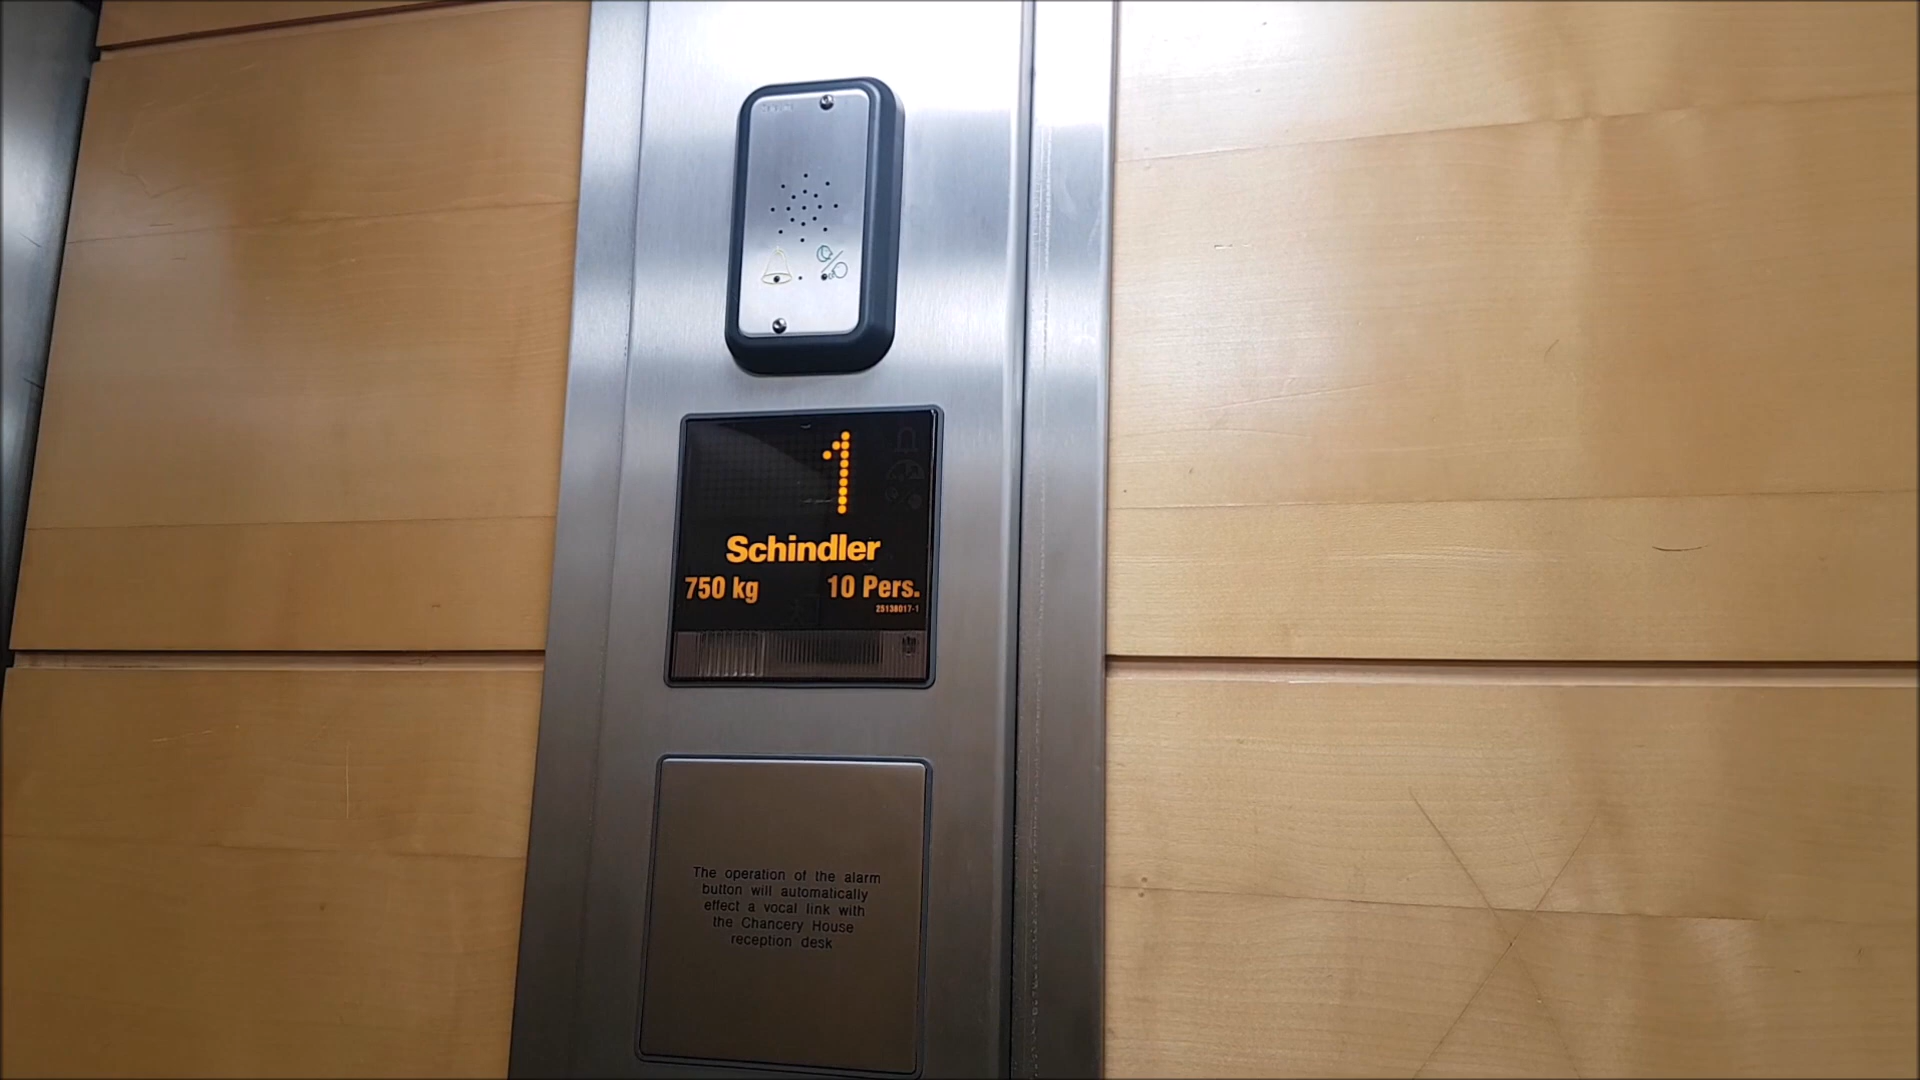 1
Schindler
750 kg 10 Pers.
25138017-1
The operation of the alarm
button will automatically
effect a vocal link with
the Chancery House
reception desk